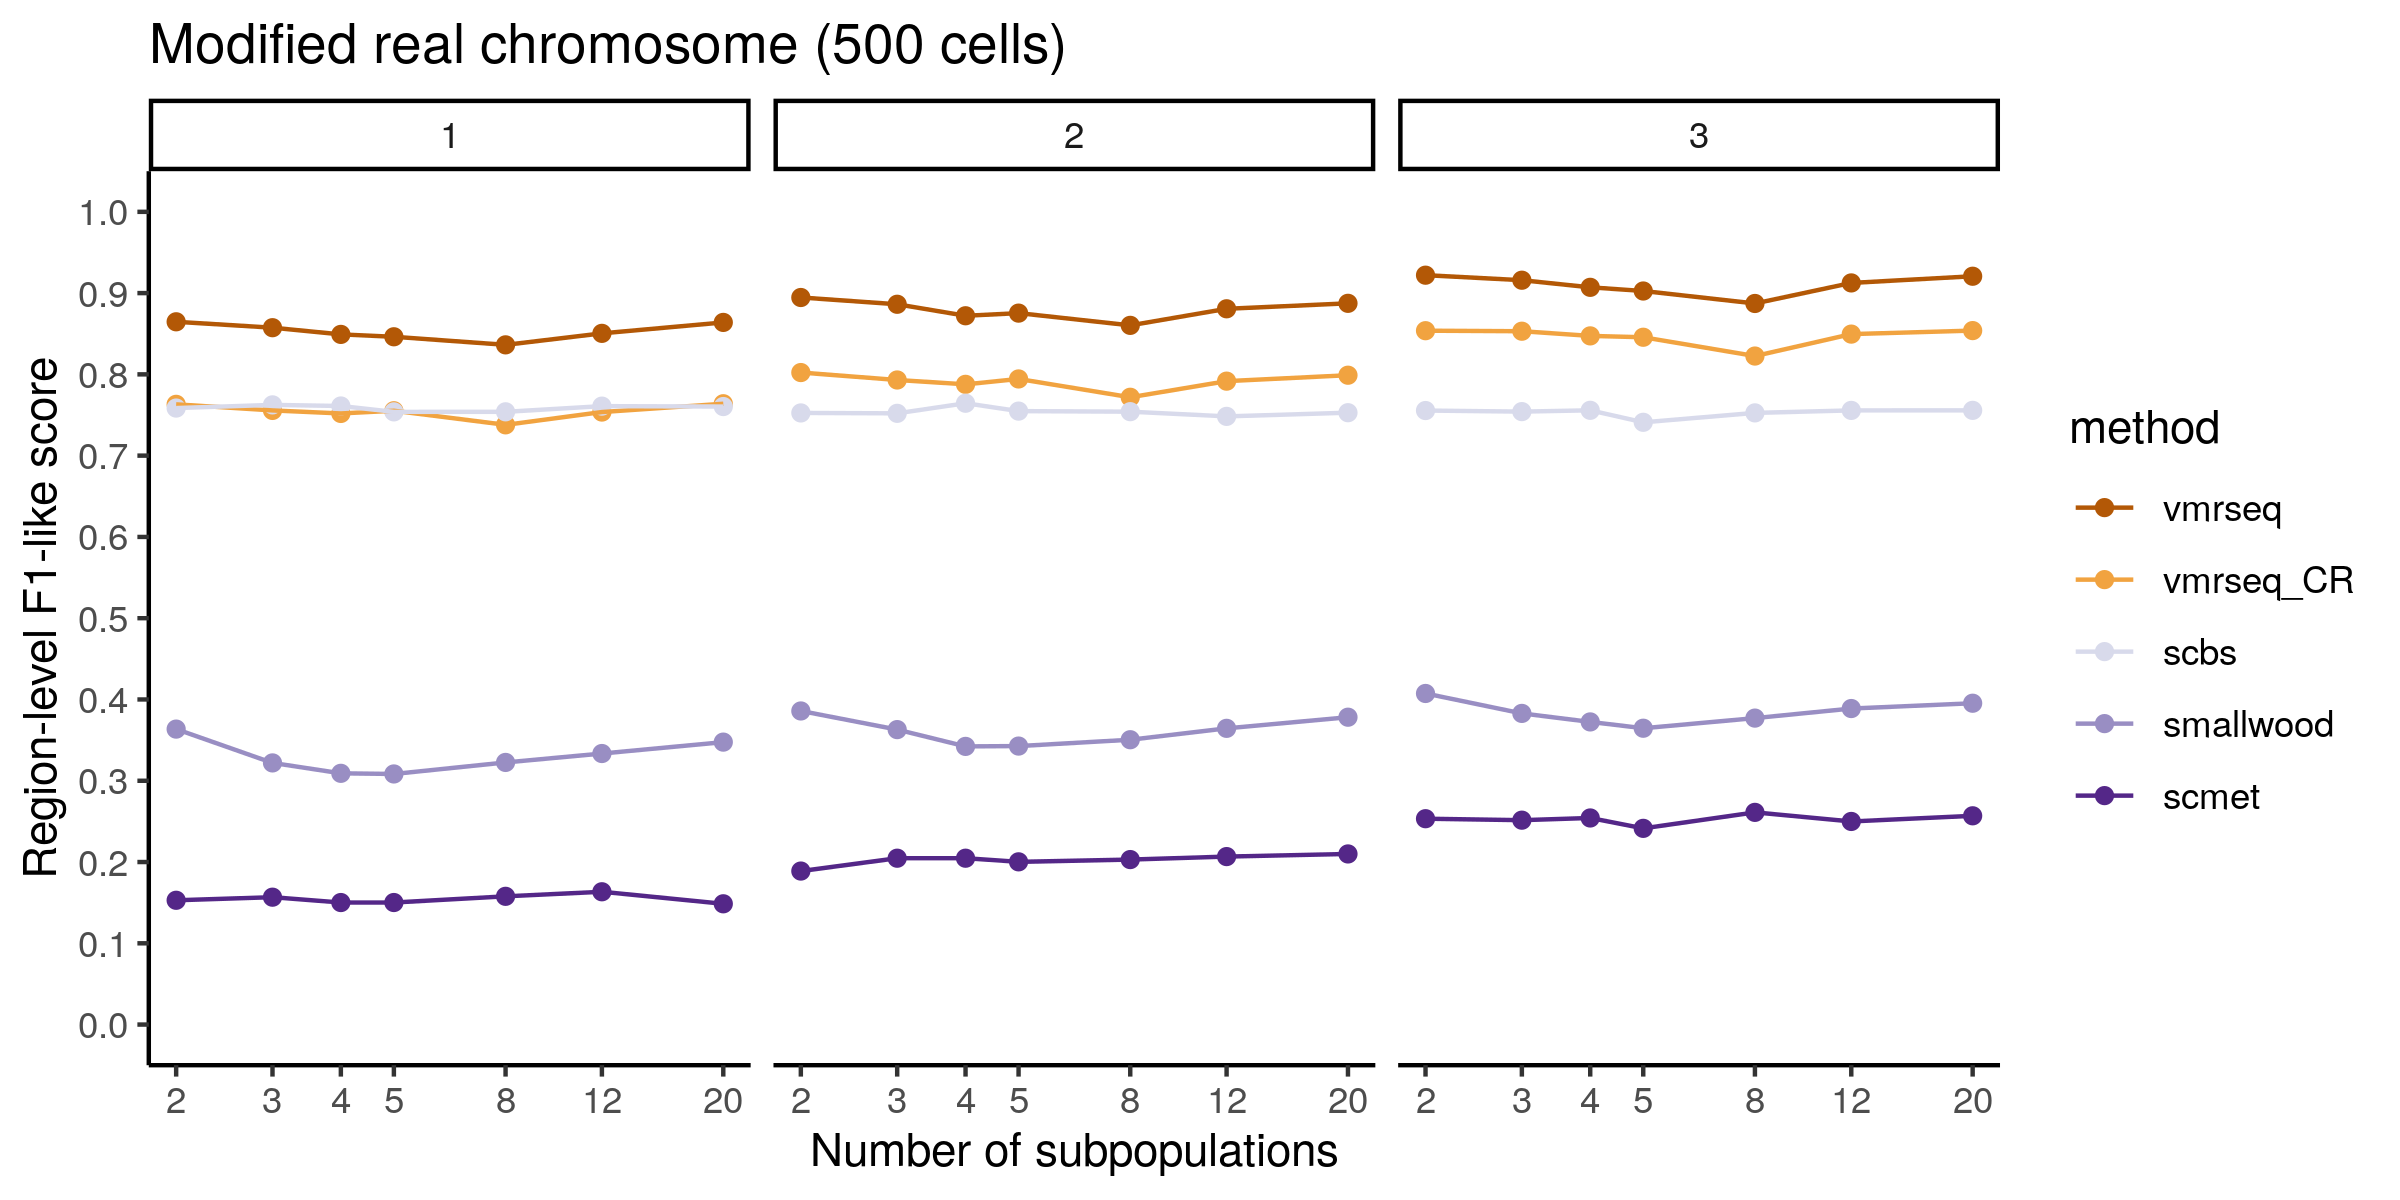 Modified real chromosome (500 cells)
1 2 3
Region-level F1-like score
1.0
0.9
0.8
0.7
0.6
0.5
0.4
0.3
0.2
0.1
0.0
2 3 4 5 8 12 20 2 3 4 5 8 12 20 2 3 4 5 8 12 20
Number of subpopulations
method
vmrseq
vmrseq_CR
scbs
smallwood
scmet